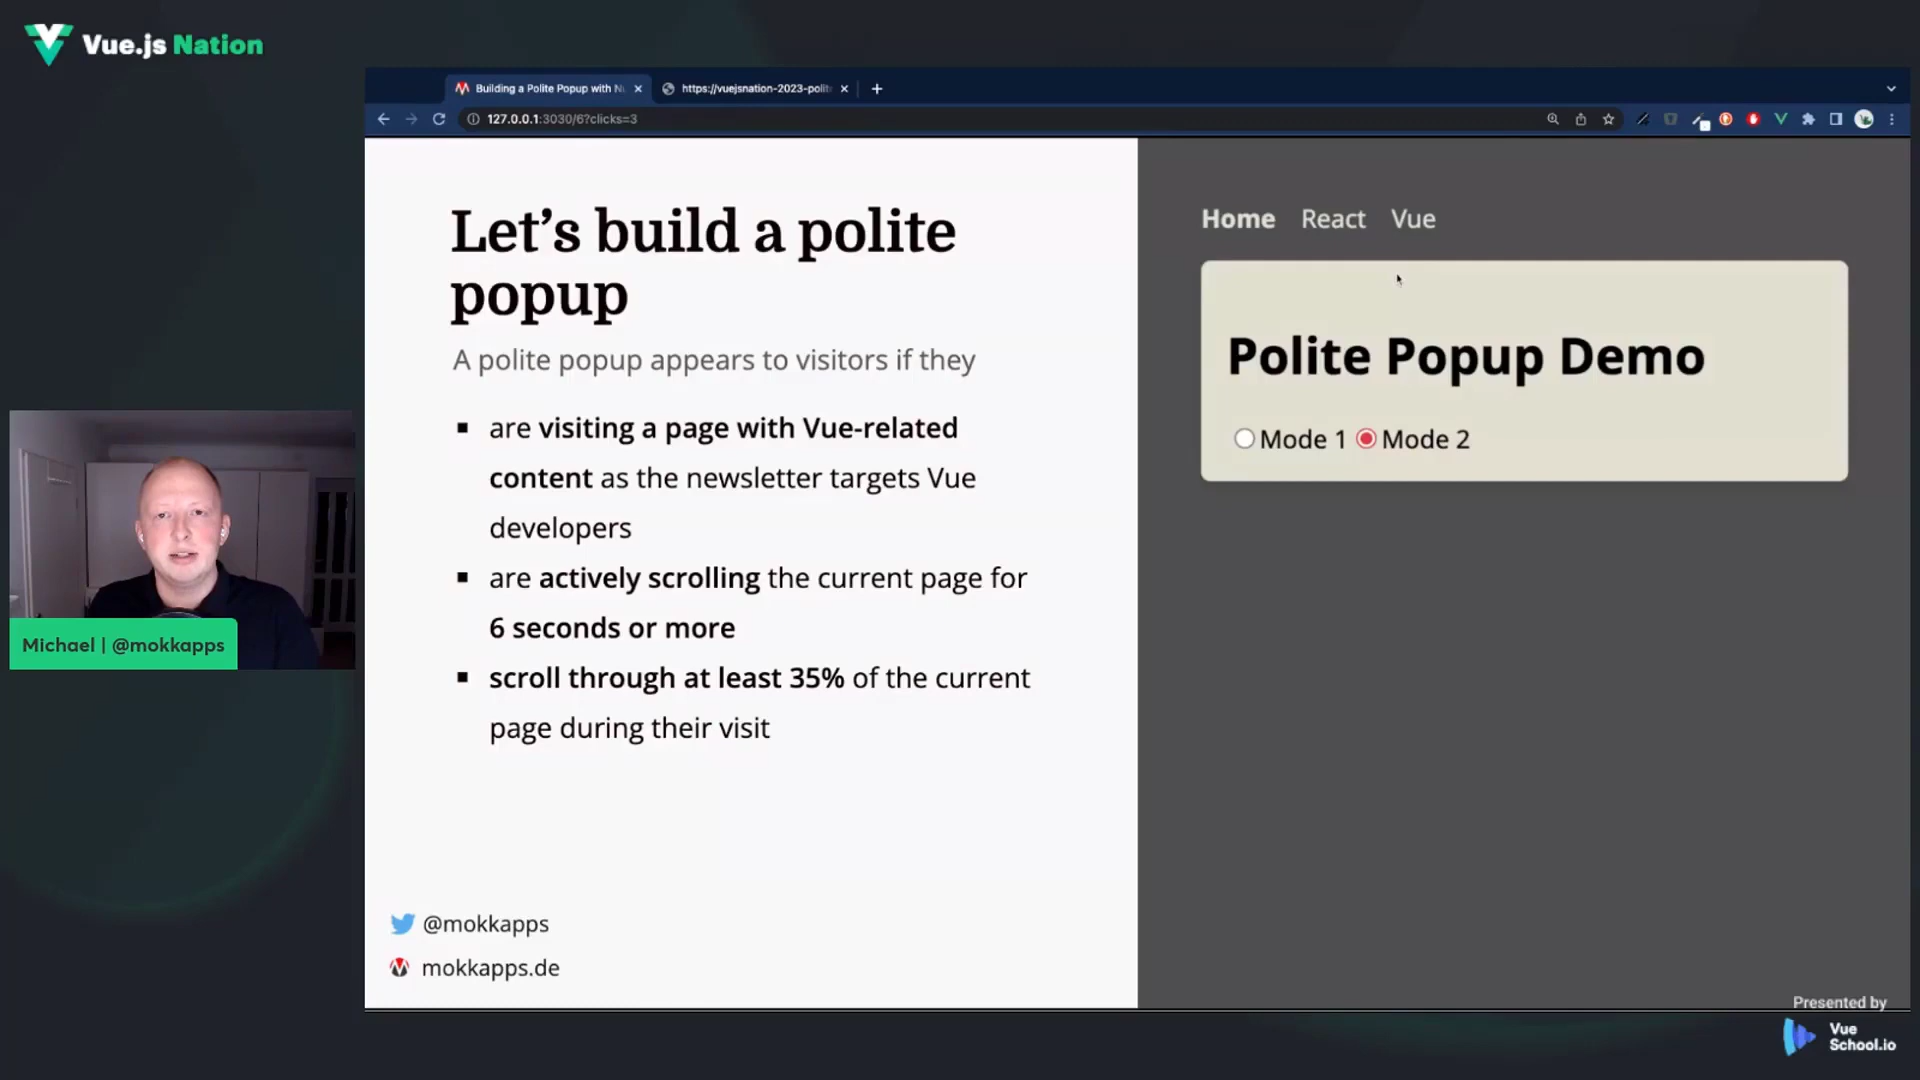 Vue.js Nation
Building a Polite Popup with Nu
https://vuejsnation-2023-polite
127.0.0.1:3030/6?clicks=3
Let's build a polite
popup
A polite popup appears to visitors if they
▪ are visiting a page with Vue-related
content as the newsletter targets Vue
developers
▪ are actively scrolling the current page for
6 seconds or more
▪ scroll through at least 35% of the current
page during their visit
@mokkapps
mokkapps.de
Home React Vue
Polite Popup Demo
Mode 1 Mode 2
Michael | @mokkapps
Presented by
Vue
School.io